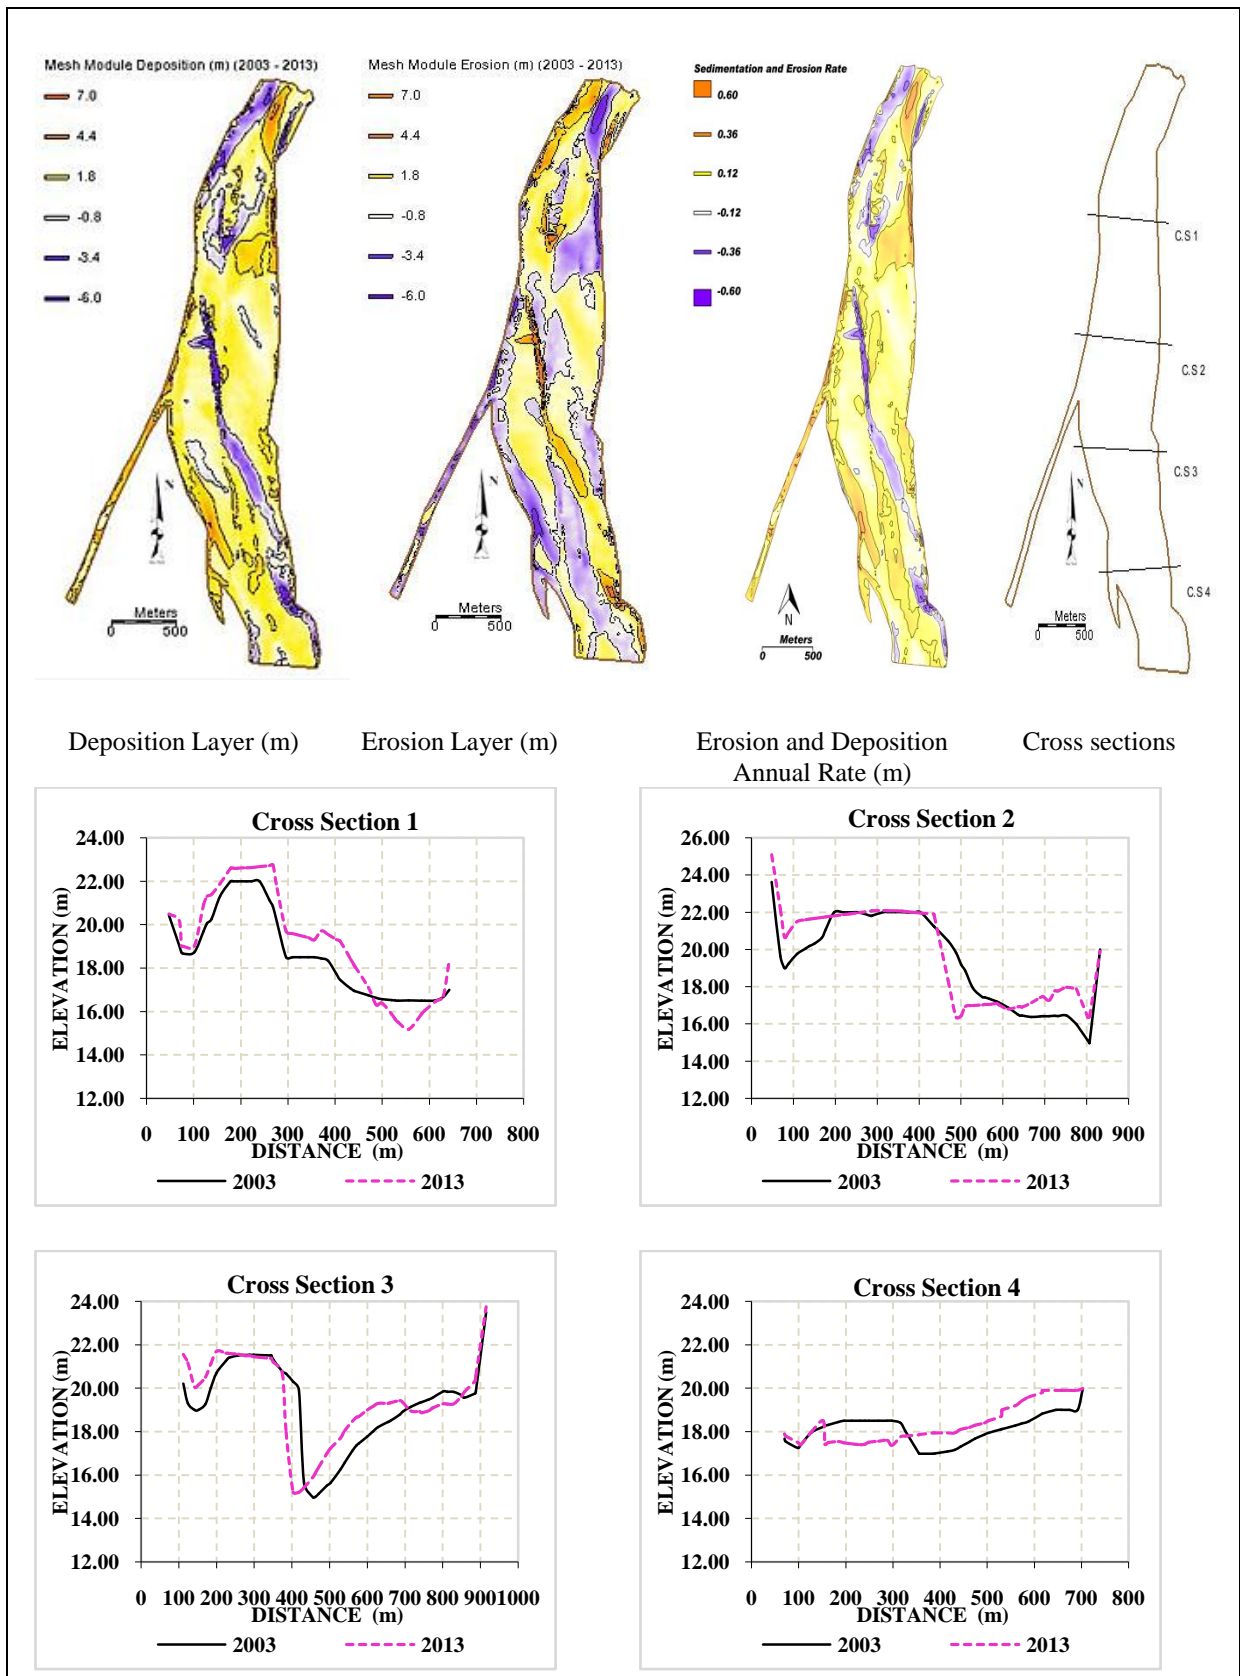 Mesh Module Deposition (m) (2003 - 2013)
7.0
4.4
1.8
-0.8
-3.4
-6.0
N
Meters
0 500
Mesh Module Erosion (m) (2003 - 2013)
7.0
4.4
1.8
-0.8
-3.4
-6.0
N
Meters
0 500
Sedimentation and Erosion Rate
0.60
0.36
0.12
-0.12
-0.36
-0.60
N
Meters
0 500
C.S1
C.S2
C.S3
C.S4
N
Meters
0 500
Deposition Layer (m)
Erosion Layer (m)
Erosion and Deposition
Annual Rate (m)
Cross sections
Cross Section 1
ELEVATION (m)
24.00
22.00
20.00
18.00
16.00
14.00
12.00
0 100 200 300 400 500 600 700 800
DISTANCE (m)
2003 2013
Cross Section 2
ELEVATION (m)
26.00
24.00
22.00
20.00
18.00
16.00
14.00
12.00
0 100 200 300 400 500 600 700 800 900
DISTANCE (m)
2003 2013
Cross Section 3
ELEVATION (m)
24.00
22.00
20.00
18.00
16.00
14.00
12.00
0 100 200 300 400 500 600 700 800 9001000
DISTANCE (m)
2003 2013
Cross Section 4
ELEVATION (m)
24.00
22.00
20.00
18.00
16.00
14.00
12.00
0 100 200 300 400 500 600 700 800
DISTANCE (m)
2003 2013